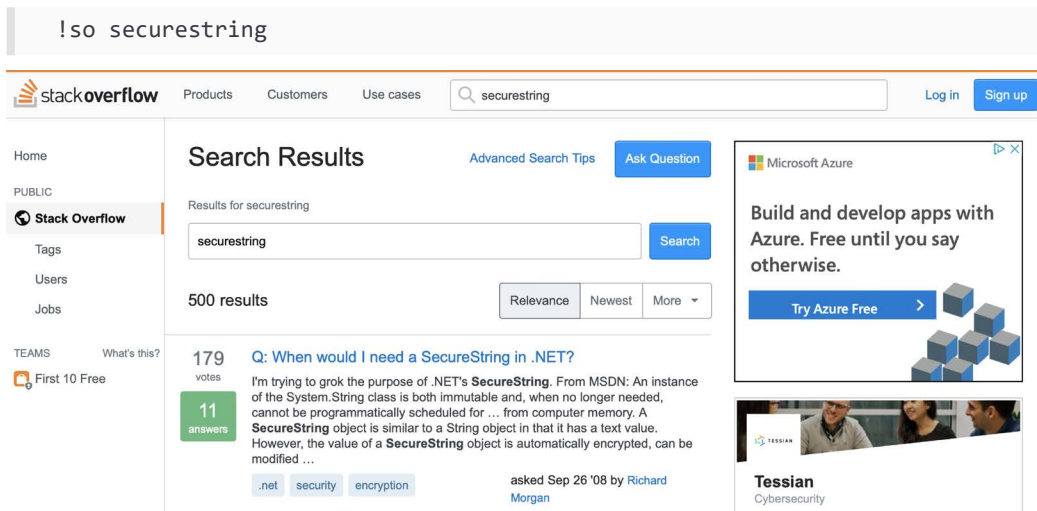 !so securestring
stackoverflow Products Customers Use cases securestring Log in Sign up
Home
PUBLIC
Stack Overflow
Tags
Users
Jobs
TEAMS What's this?
First 10 Free
Search Results Advanced Search Tips Ask Question
Results for securestring
securestring Search
500 results Relevance Newest More
179
votes
11
answers
Q: When would I need a SecureString in .NET?
I'm trying to grok the purpose of .NET's SecureString. From MSDN: An instance
of the System.String class is both immutable and, when no longer needed,
cannot be programmatically scheduled for … from computer memory. A
SecureString object is similar to a String object in that it has a text value.
However, the value of a SecureString object is automatically encrypted, can be
modified …
.net security encryption
asked Sep 26 '08 by Richard
Morgan
Microsoft Azure
Build and develop apps with
Azure. Free until you say
otherwise.
Try Azure Free
TESSIAN
Tessian
Cybersecurity